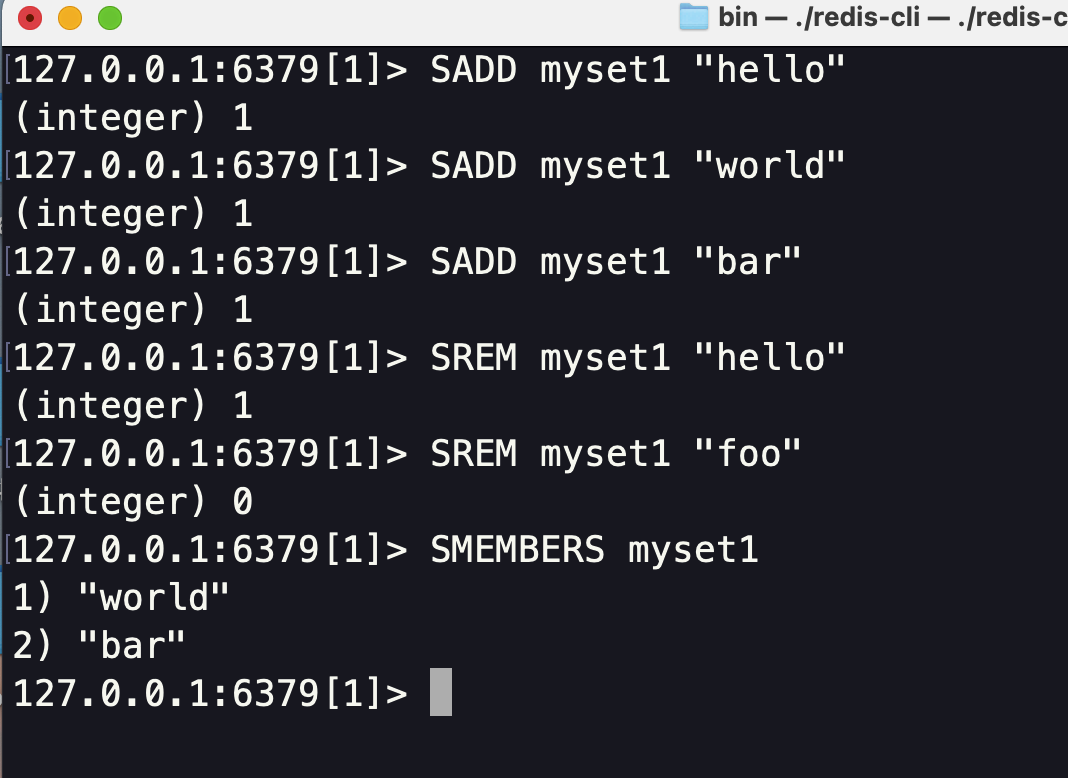 bin — ./redis-cli — ./redis-c
127.0.0.1:6379[1]> SADD myset1 "hello"
(integer) 1
127.0.0.1:6379[1]> SADD myset1 "world"
(integer) 1
127.0.0.1:6379[1]> SADD myset1 "bar"
(integer) 1
127.0.0.1:6379[1]> SREM myset1 "hello"
(integer) 1
127.0.0.1:6379[1]> SREM myset1 "foo"
(integer) 0
127.0.0.1:6379[1]> SMEMBERS myset1
1) "world"
2) "bar"
127.0.0.1:6379[1]>